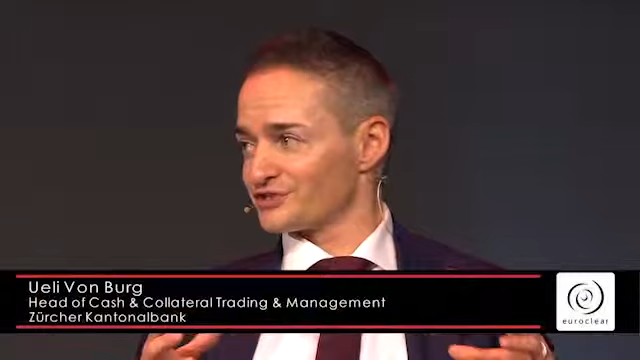 Ueli Von Burg
Head of Cash & Collateral Trading & Management
Zürcher Kantonalbank
euroclear